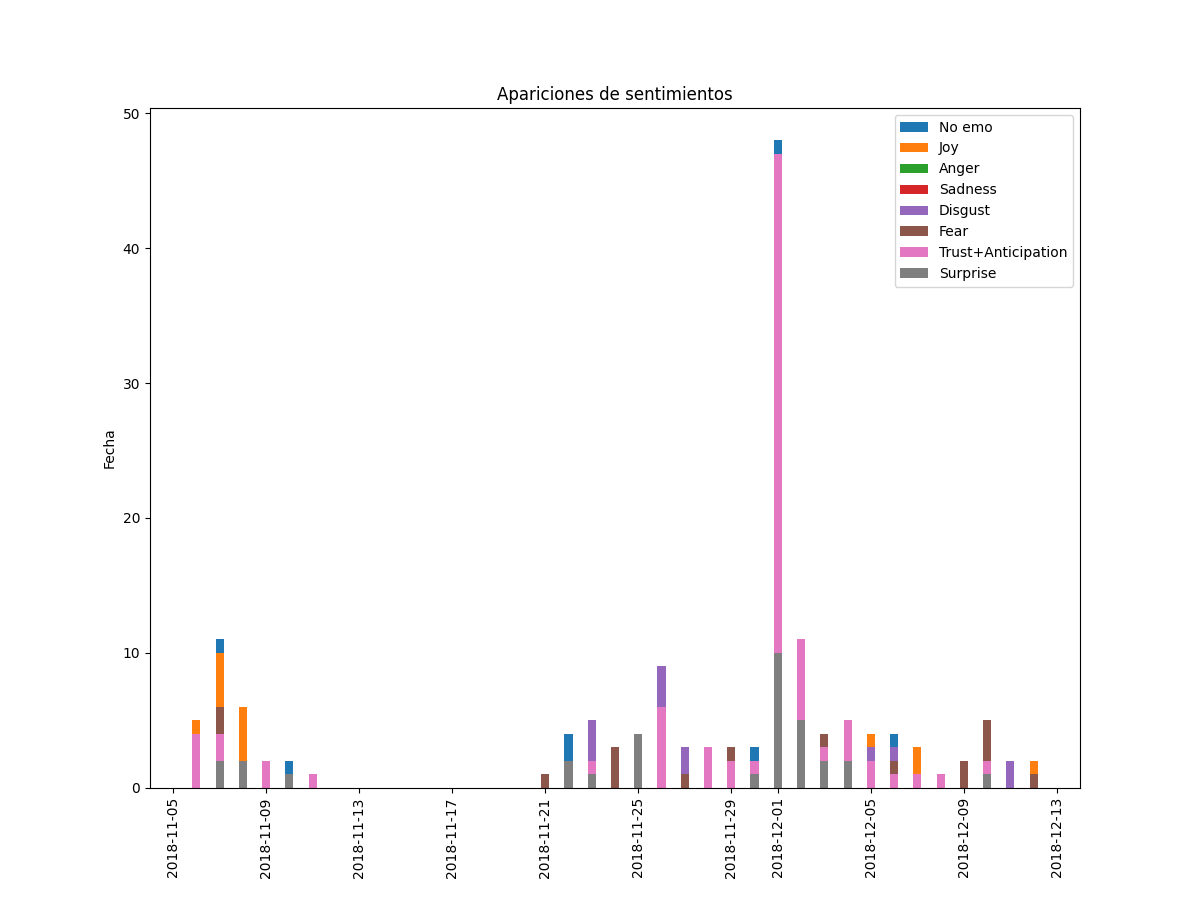 Apariciones de sentimientos
50
40
30
20
10
0
Fecha
No emo
Joy
Anger
Sadness
Disgust
Fear
Trust+Anticipation
Surprise
2018-11-05
2018-11-09
2018-11-13
2018-11-17
2018-11-21
2018-11-25
2018-11-29
2018-12-01
2018-12-05
2018-12-09
2018-12-13